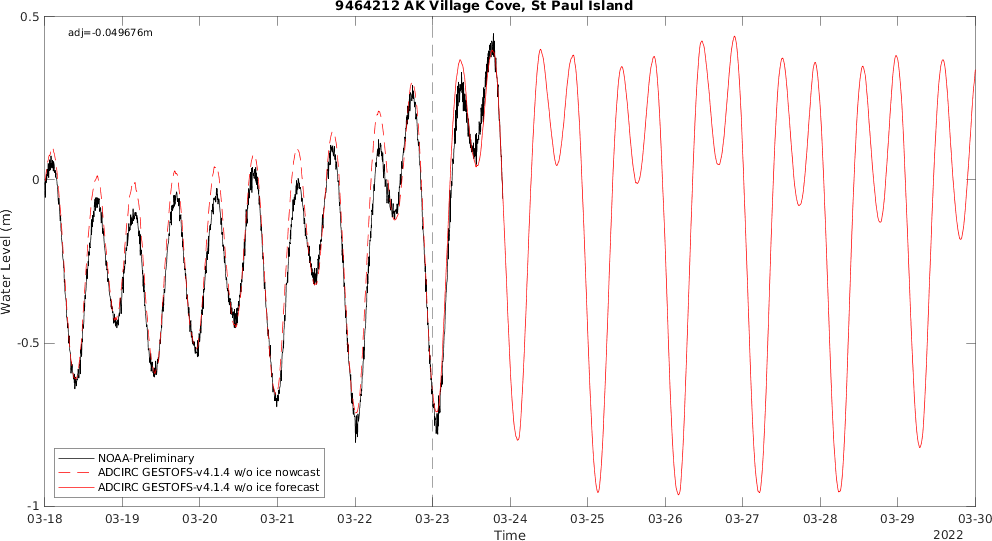 9464212 AK Village Cove, St Paul Island
adj=-0.049676m
0.5
0
-0.5
-1
Water Level (m)
NOAA-Preliminary
ADCIRC GESTOFS-v4.1.4 w/o ice nowcast
ADCIRC GESTOFS-v4.1.4 w/o ice forecast
03-18 03-19 03-20 03-21 03-22 03-23 03-24 03-25 03-26 03-27 03-28 03-29 03-30
Time
2022